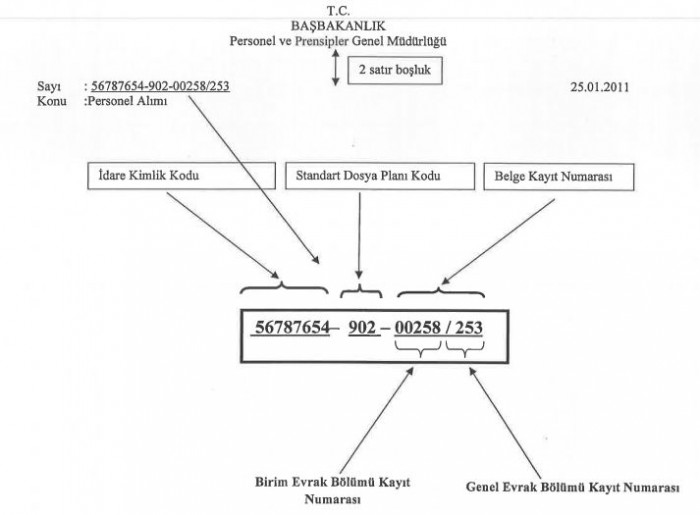 T.C.
BAŞBAKANLIK
Personel ve Prensipler Genel Müdürlüğü
2 satır boşluk
Sayı : 56787654-902-00258/253 25.01.2011
Konu :Personel Alımı
İdare Kimlik Kodu
Standart Dosya Planı Kodu
Belge Kayıt Numarası
56787654– 902 – 00258 / 253
Birim Evrak Bölümü Kayıt
Numarası
Genel Evrak Bölümü Kayıt Numarası